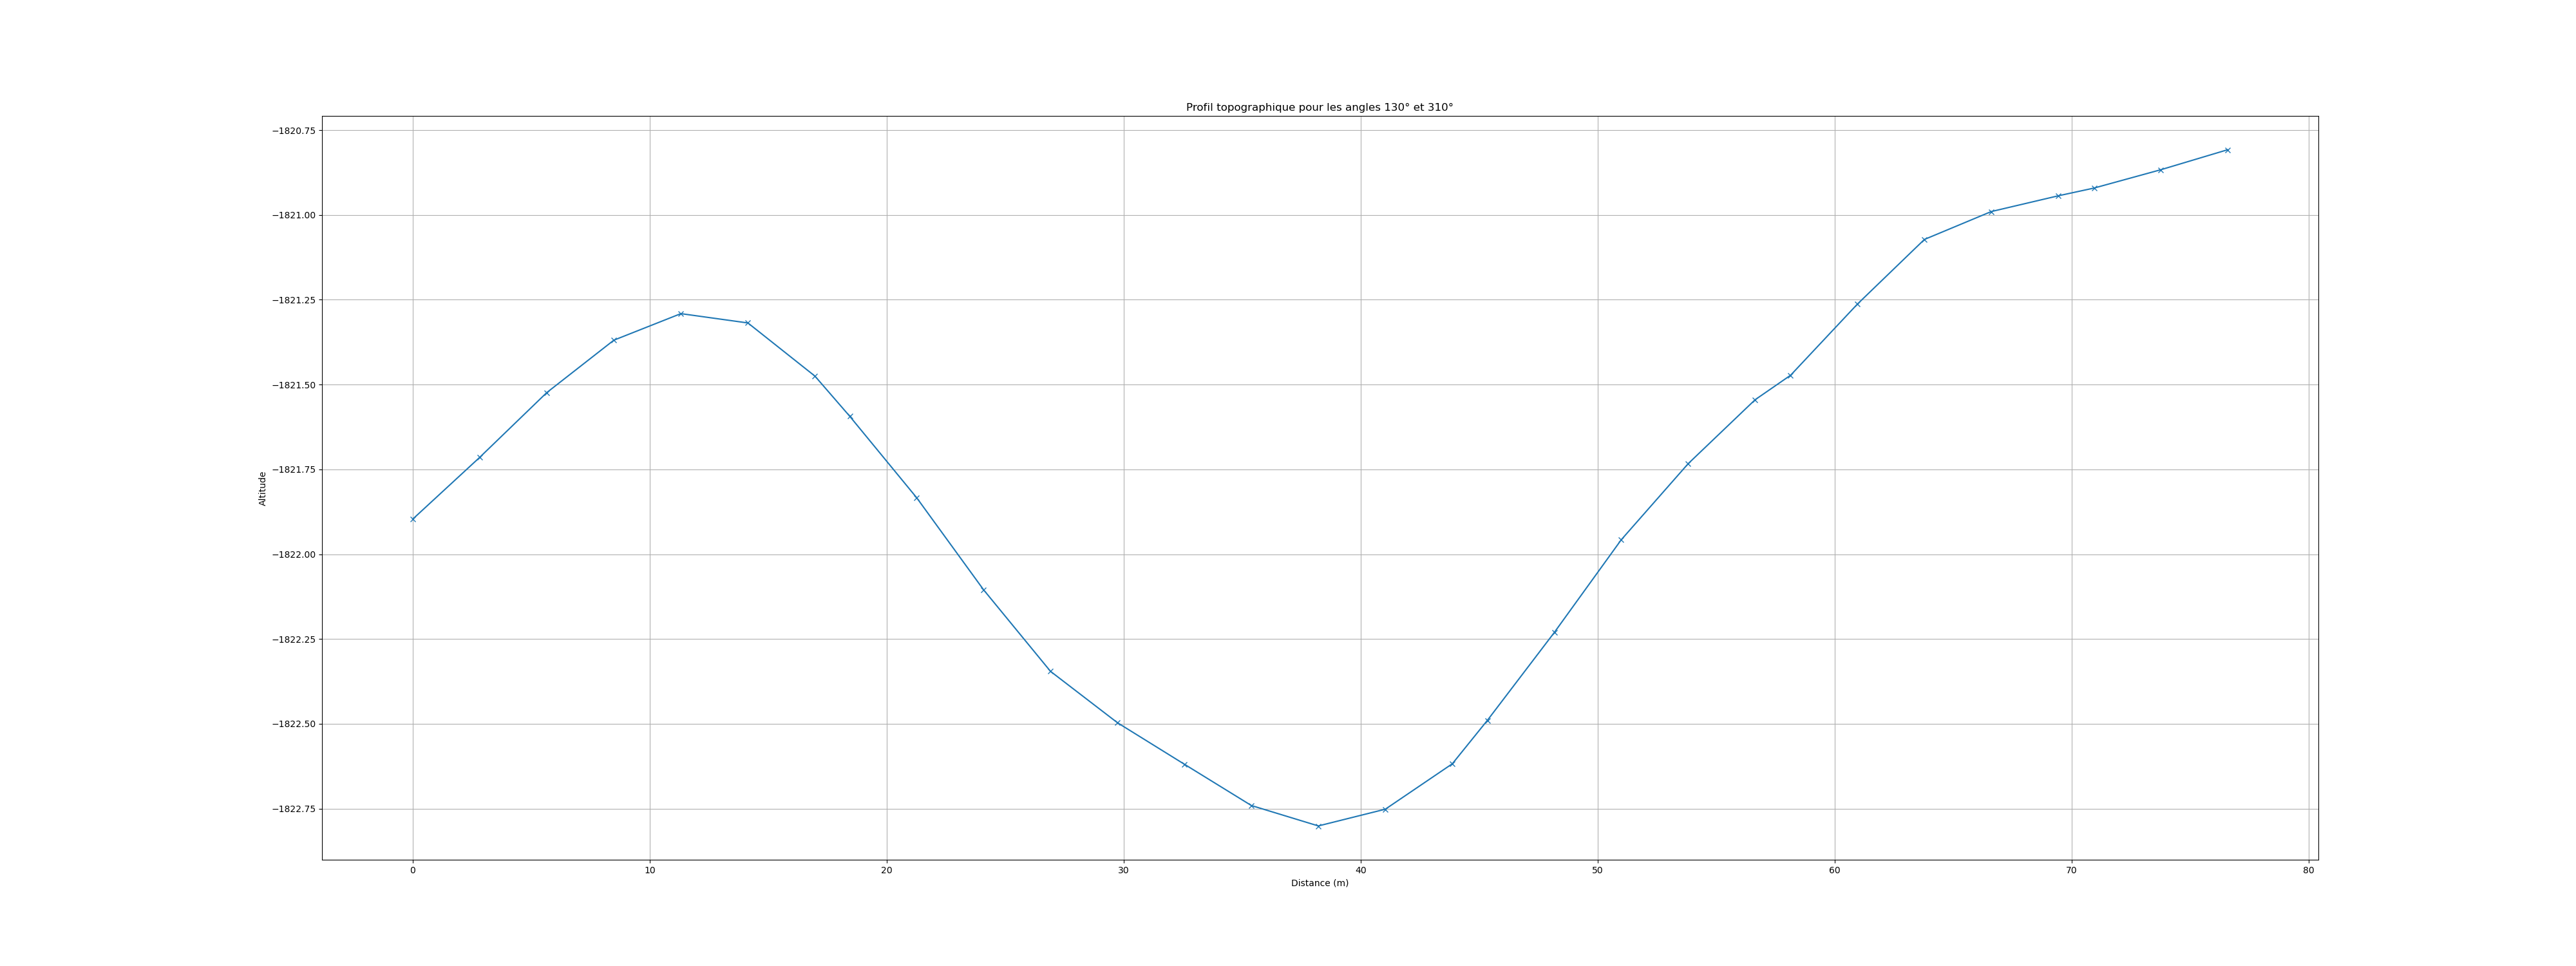 Profil topographique pour les angles 130° et 310°
−1820.75
−1821.00
−1821.25
−1821.50
−1821.75
−1822.00
−1822.25
−1822.50
−1822.75
Altitude
0 10 20 30 40 50 60 70 80
Distance (m)